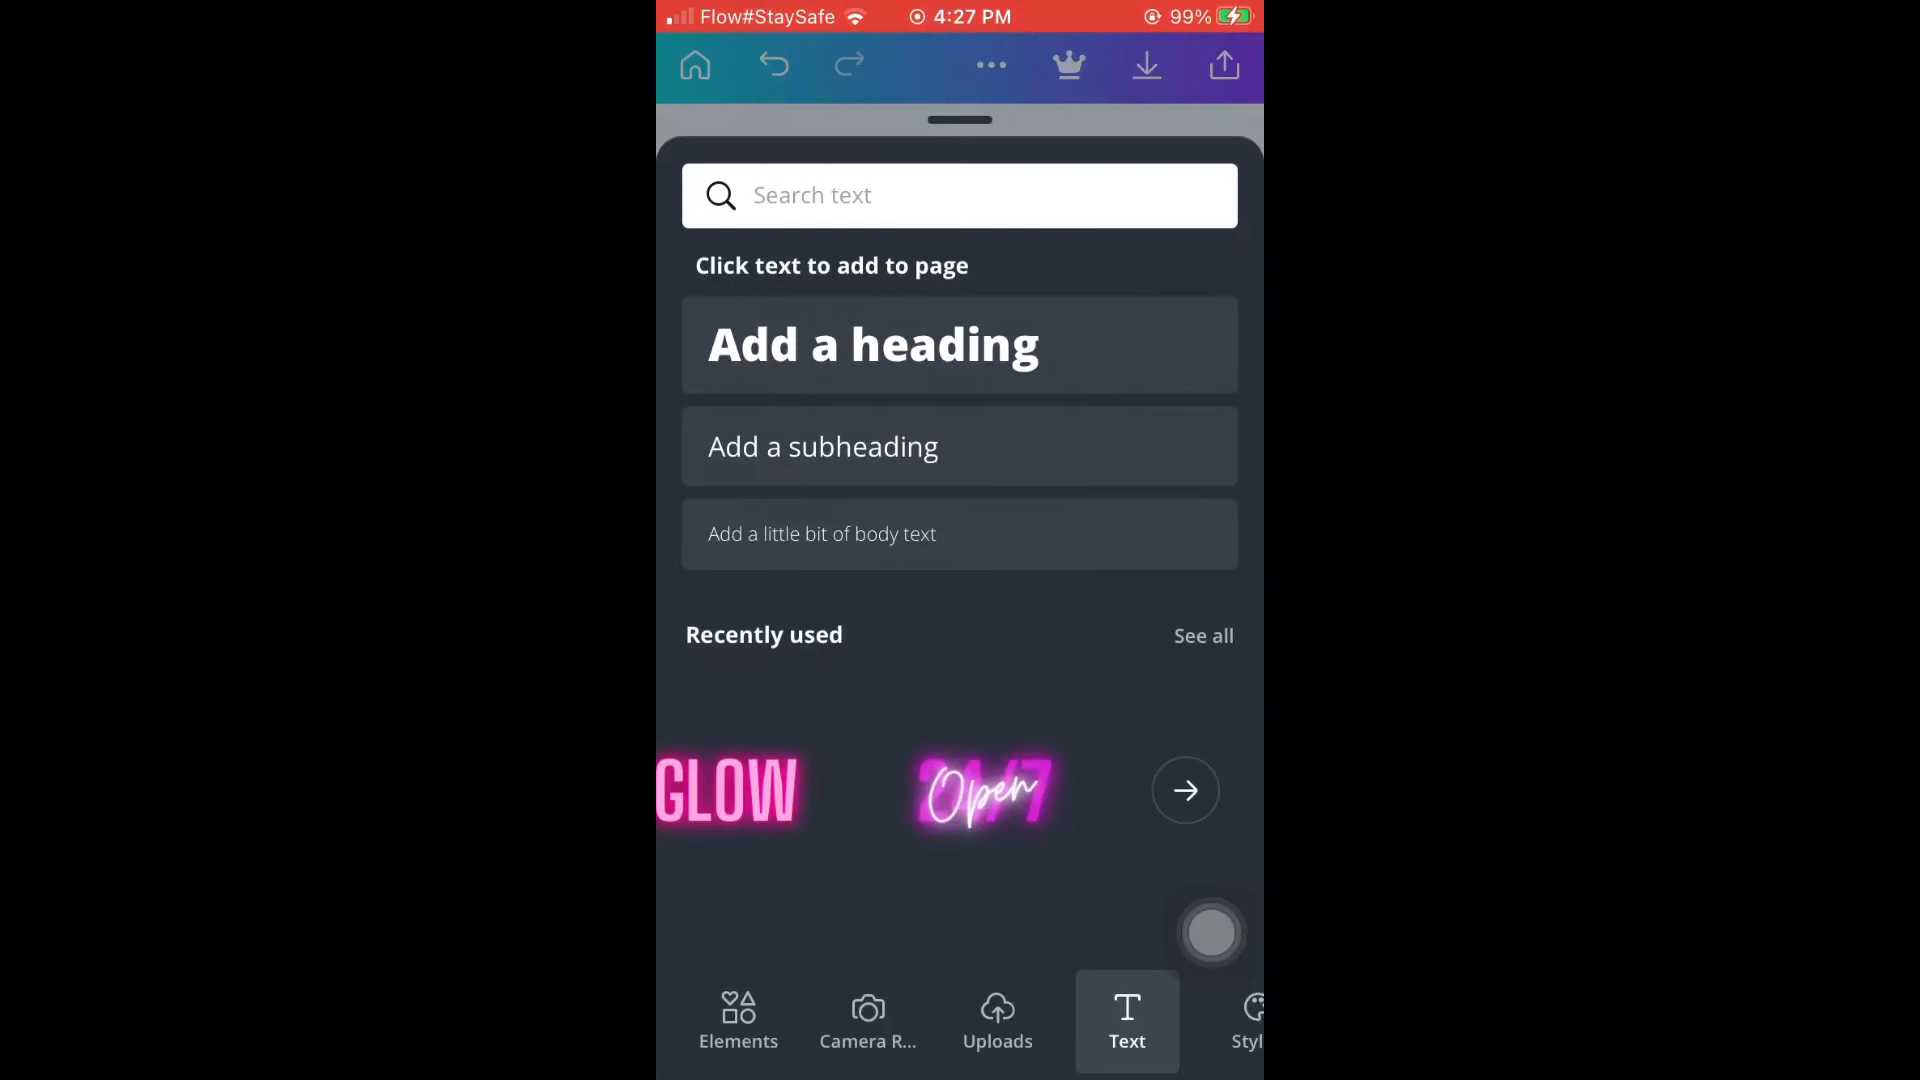 Flow#StaySafe 4:27 PM 99%
Search text
Click text to add to page
Add a heading
Add a subheading
Add a little bit of body text
Recently used See all
GLOW 24/7 Open
Elements Camera R... Uploads Text Styl